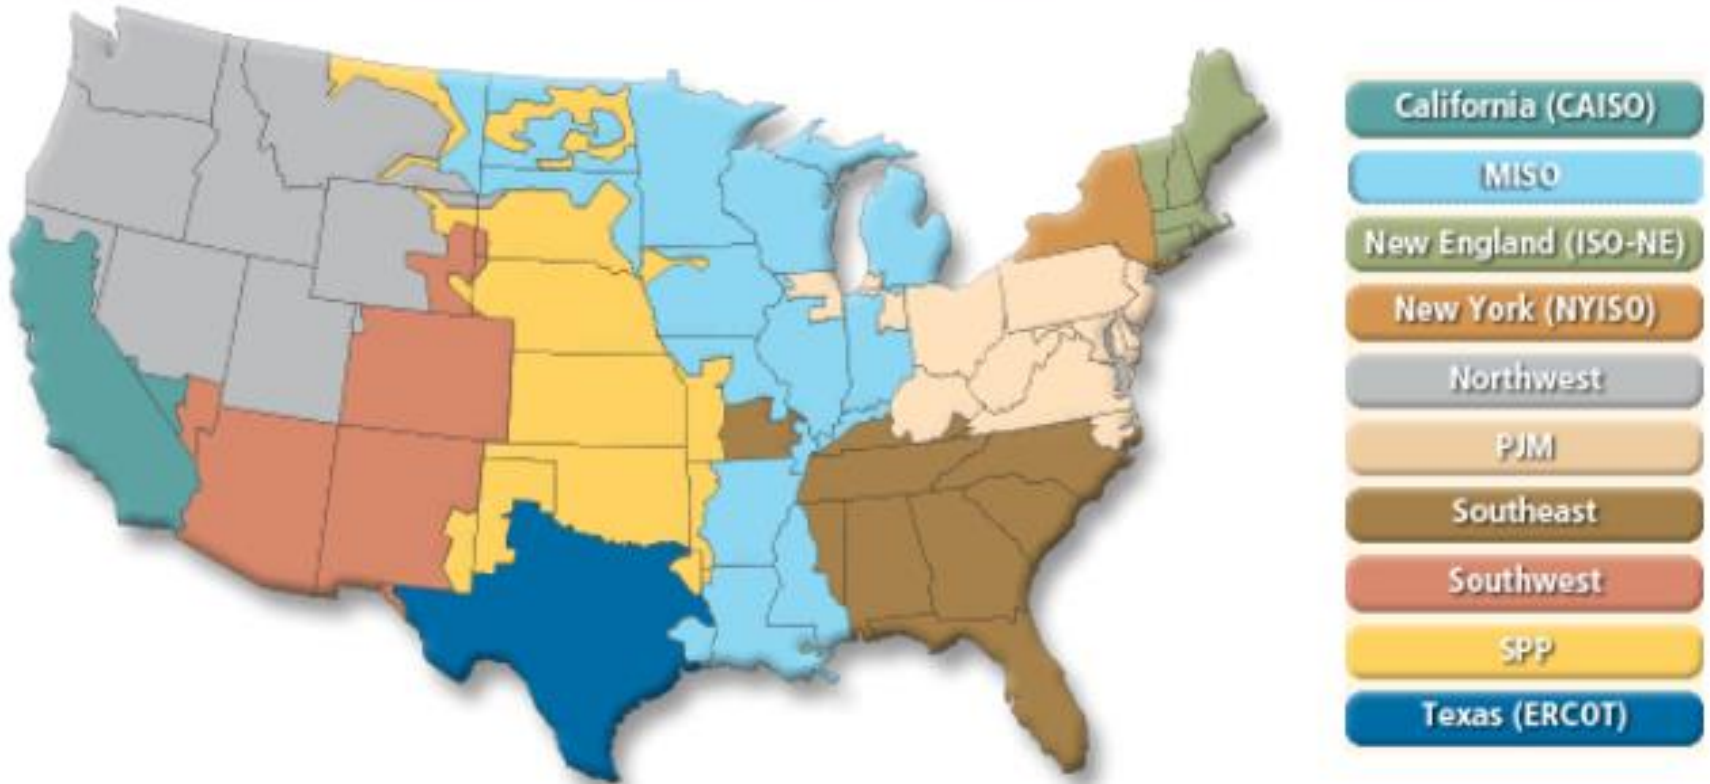 California (CAISO)
MISO
New England (ISO-NE)
New York (NYISO)
Northwest
PJM
Southeast
Southwest
SPP
Texas (ERCOT)